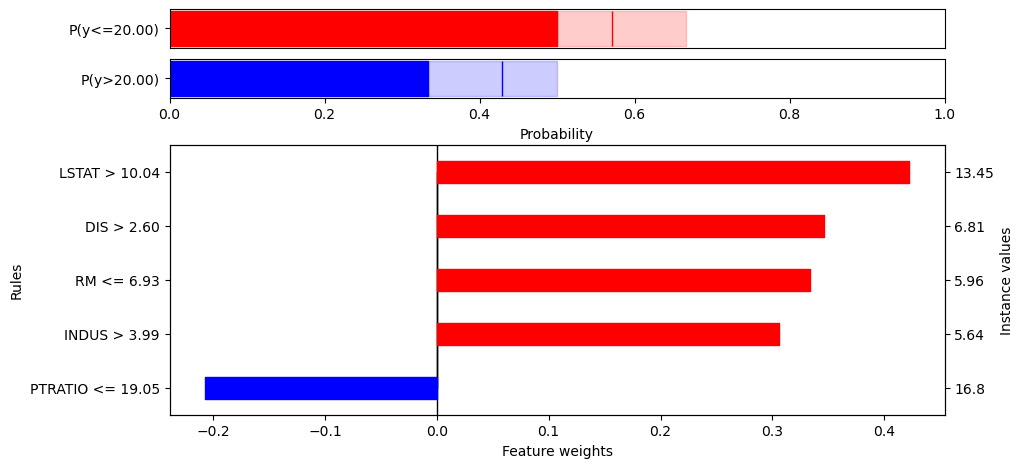 P(y<=20.00)
P(y>20.00)
0.0 0.2 0.4 0.6 0.8 1.0
Probability
LSTAT > 10.04 13.45
DIS > 2.60 6.81
RM <= 6.93 5.96
INDUS > 3.99 5.64
PTRATIO <= 19.05 16.8
Rules
Instance values
−0.2 −0.1 0.0 0.1 0.2 0.3 0.4
Feature weights